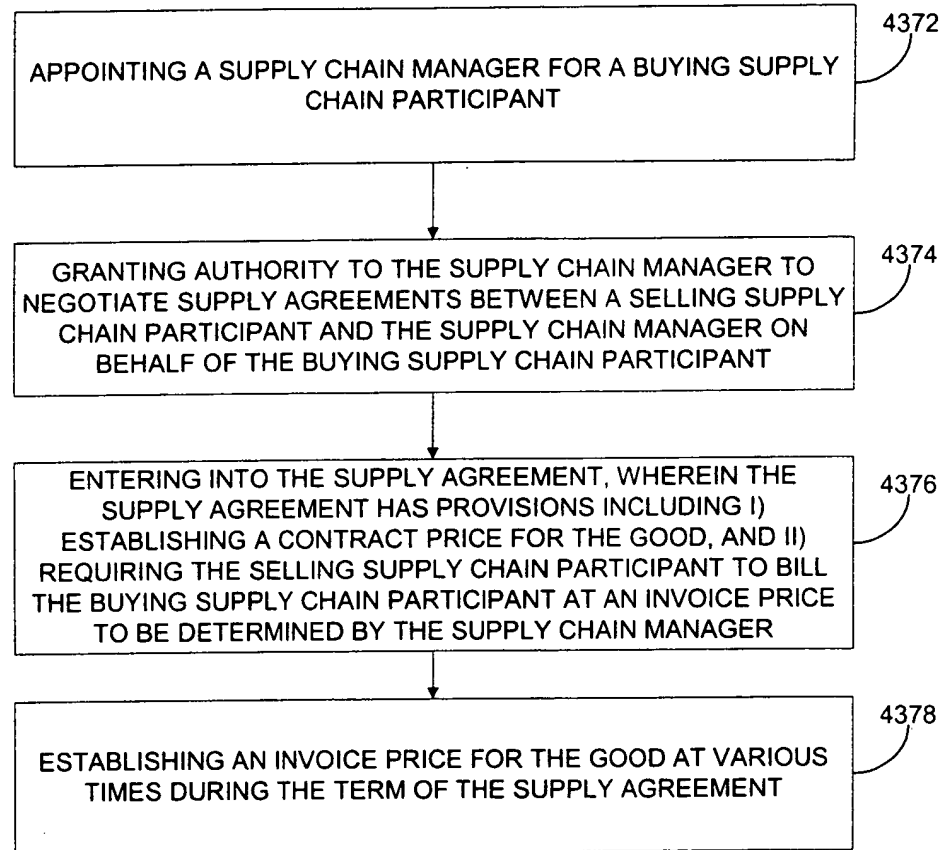 4372
APPOINTING A SUPPLY CHAIN MANAGER FOR A BUYING SUPPLY
CHAIN PARTICIPANT
4374
GRANTING AUTHORITY TO THE SUPPLY CHAIN MANAGER TO
NEGOTIATE SUPPLY AGREEMENTS BETWEEN A SELLING SUPPLY
CHAIN PARTICIPANT AND THE SUPPLY CHAIN MANAGER ON
BEHALF OF THE BUYING SUPPLY CHAIN PARTICIPANT
4376
ENTERING INTO THE SUPPLY AGREEMENT, WHEREIN THE
SUPPLY AGREEMENT HAS PROVISIONS INCLUDING I)
ESTABLISHING A CONTRACT PRICE FOR THE GOOD, AND II)
REQUIRING THE SELLING SUPPLY CHAIN PARTICIPANT TO BILL
THE BUYING SUPPLY CHAIN PARTICIPANT AT AN INVOICE PRICE
TO BE DETERMINED BY THE SUPPLY CHAIN MANAGER
4378
ESTABLISHING AN INVOICE PRICE FOR THE GOOD AT VARIOUS
TIMES DURING THE TERM OF THE SUPPLY AGREEMENT